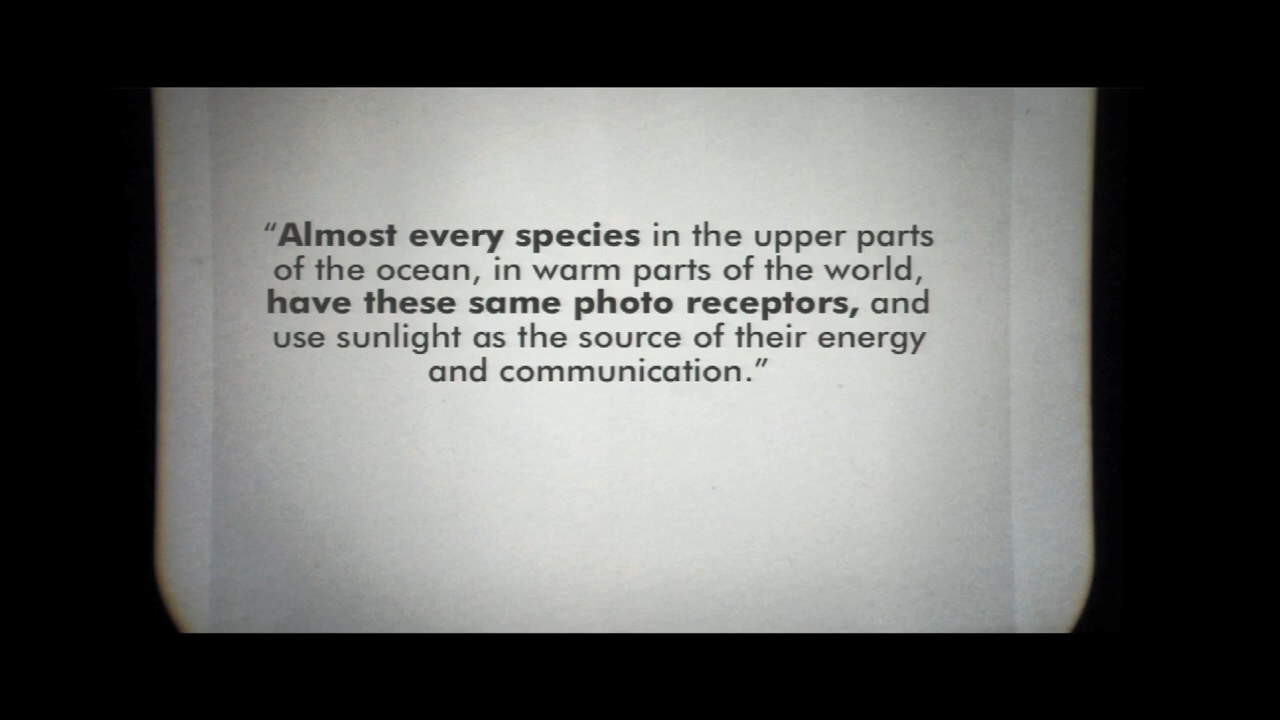 “Almost every species in the upper parts
of the ocean, in warm parts of the world,
have these same photo receptors, and
use sunlight as the source of their energy
and communication.”